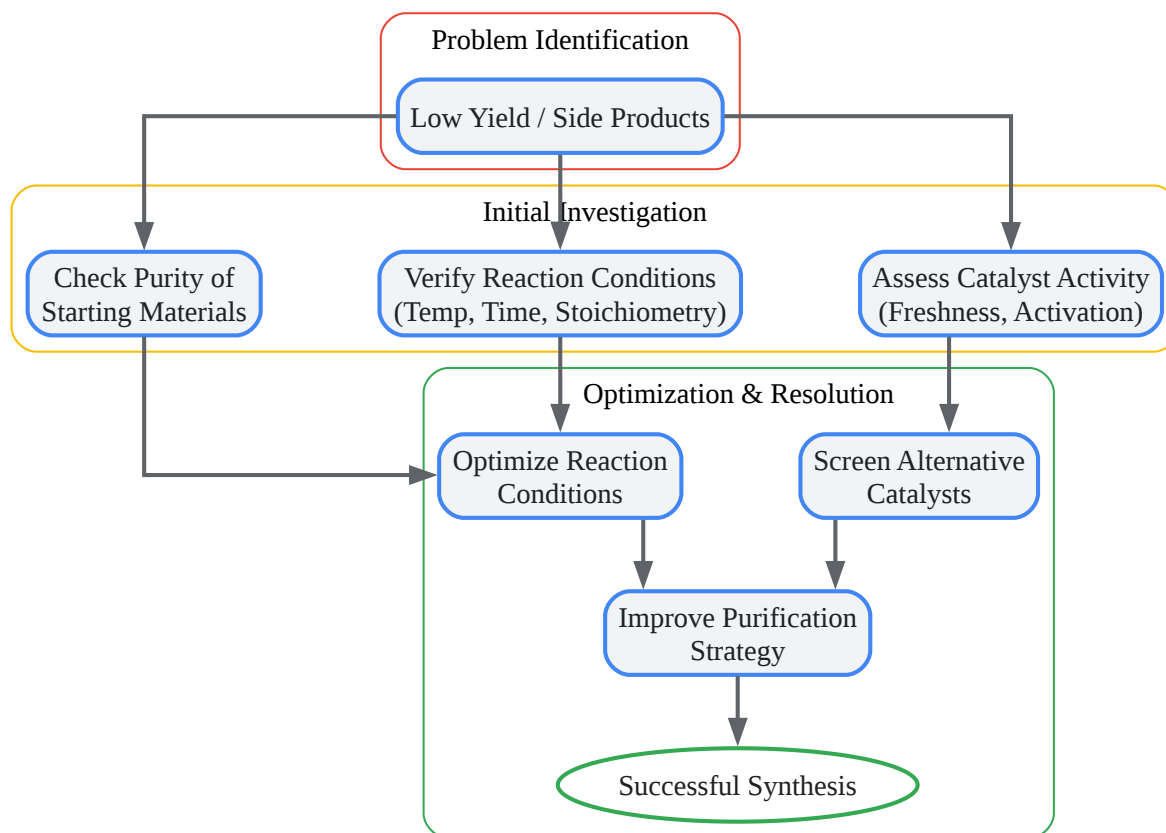 Problem Identification
Low Yield / Side Products
Initial Investigation
Check Purity of
Starting Materials
Verify Reaction Conditions
(Temp, Time, Stoichiometry)
Assess Catalyst Activity
(Freshness, Activation)
Optimization & Resolution
Optimize Reaction
Conditions
Screen Alternative
Catalysts
Improve Purification
Strategy
Successful Synthesis